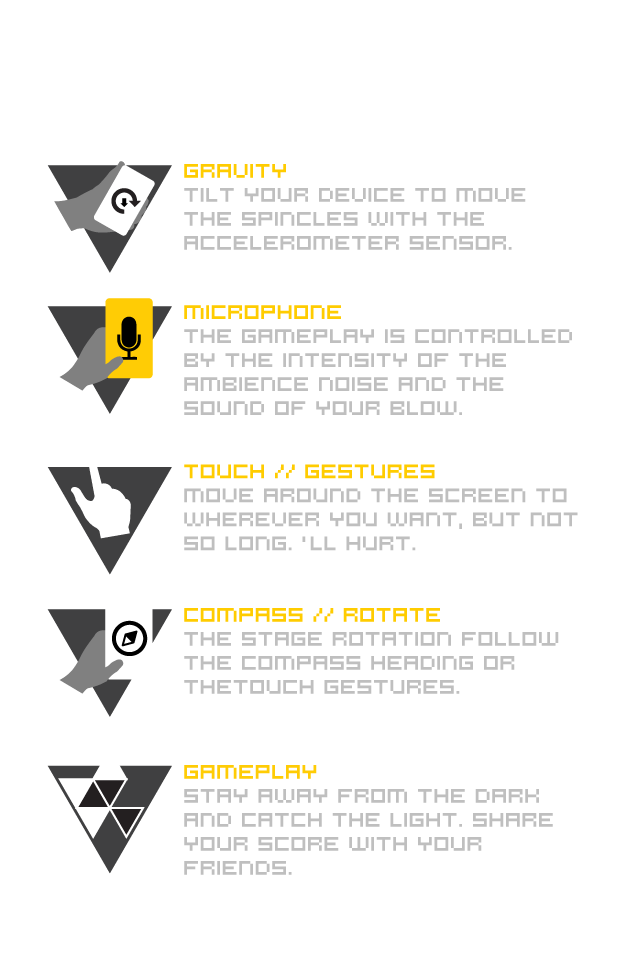 GRAVITY
TILT YOUR DEVICE TO MOVE
THE SPINCLES WITH THE
ACCELEROMETER SENSOR.
MICROPHONE
THE GAMEPLAY IS CONTROLLED
BY THE INTENSITY OF THE
AMBIENCE NOISE AND THE
SOUND OF YOUR BLOW.
TOUCH // GESTURES
MOVE AROUND THE SCREEN TO
WHEREVER YOU WANT, BUT NOT
SO LONG. 'LL HURT.
COMPASS // ROTATE
THE STAGE ROTATION FOLLOW
THE COMPASS HEADING OR
THETOUCH GESTURES.
GAMEPLAY
STAY AWAY FROM THE DARK
AND CATCH THE LIGHT. SHARE
YOUR SCORE WITH YOUR
FRIENDS.